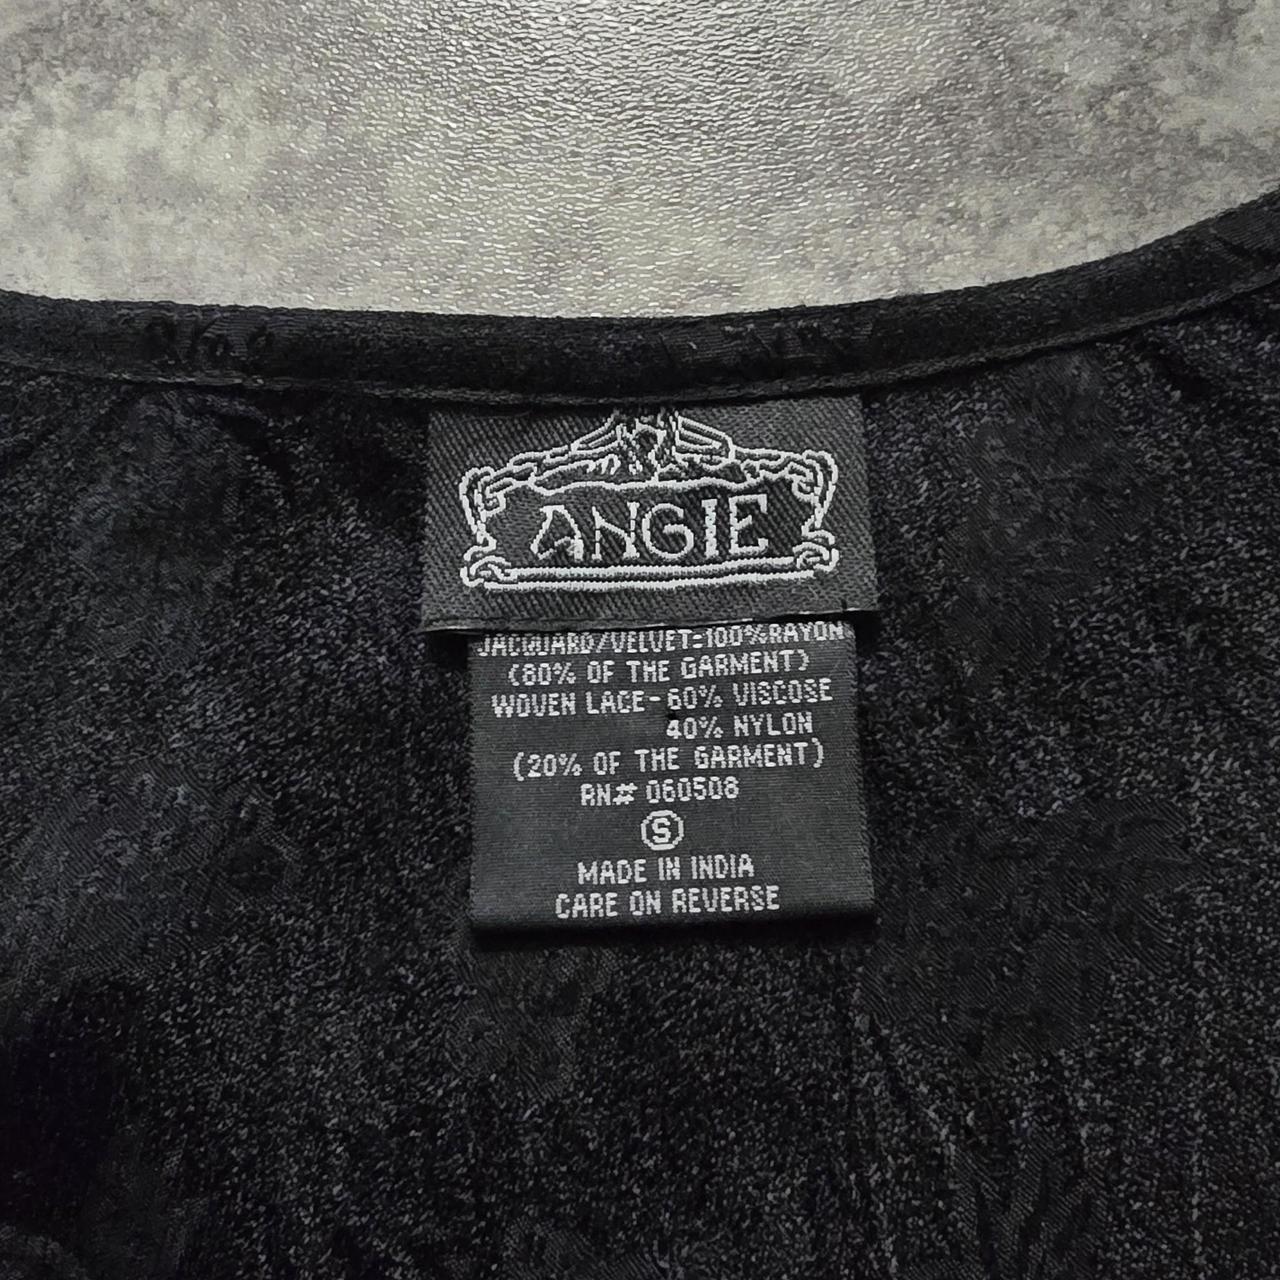 ANGIE
JACQUARD/VELVET=100%RAYON
(80% OF THE GARMENT)
WOVEN LACE-60% VISCOSE
40% NYLON
(20% OF THE GARMENT)
RN# 060508
S
MADE IN INDIA
CARE ON REVERSE